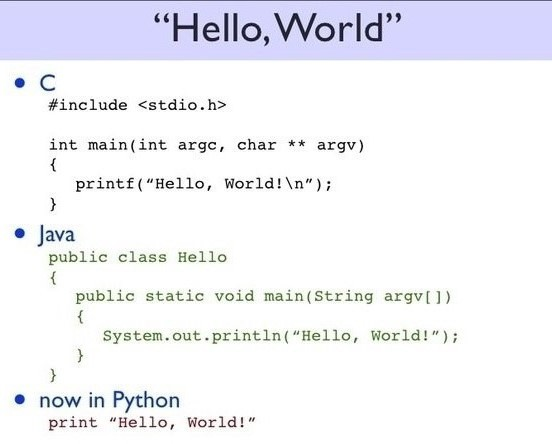 “Hello, World”
• C
#include <stdio.h>
int main(int argc, char ** argv)
{
printf(“Hello, World!\n”);
}
• Java
public class Hello
{
public static void main(String argv[])
{
System.out.println(“Hello, World!”);
}
}
• now in Python
print “Hello, World!”